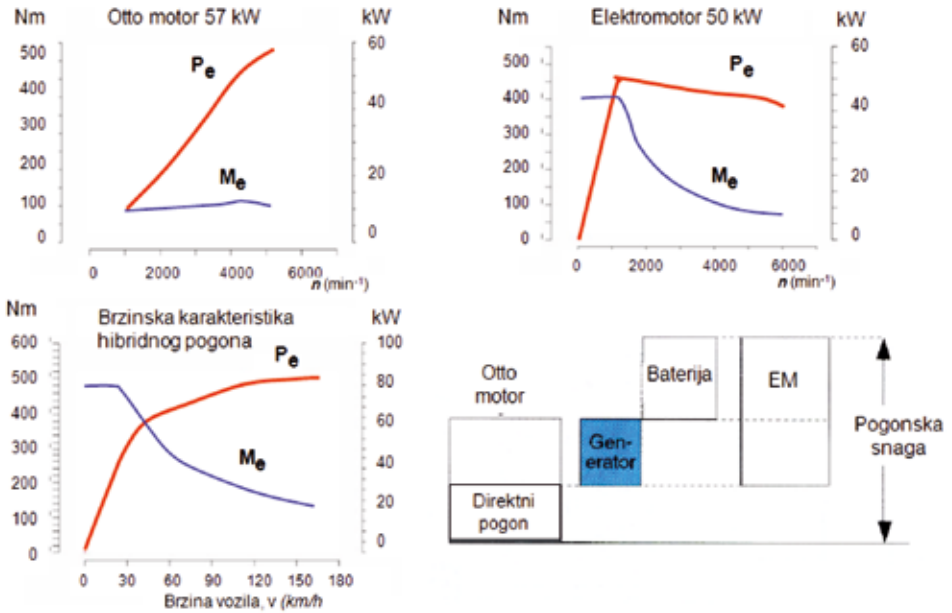 Nm
Otto motor 57 kW
kW
500
400
300
200
100
0
60
40
20
10
0
Pe
Me
0 2000 4000 6000
n (min-1)
Nm
Elektromotor 50 kW
kW
500
400
350
300
200
100
0
60
40
20
10
0
Pe
Me
0 2000 4000 6000
n (min-1)
Nm
Brzinska karakteristika
hibridnog pogona
kW
600
500
400
300
200
100
0
100
80
60
40
20
0
Pe
Me
0 30 60 90 120 150 180
Brzina vozila, v (km/h
Otto
motor
Direktni
pogon
Gen-
erator
Baterija
EM
Pogonska
snaga